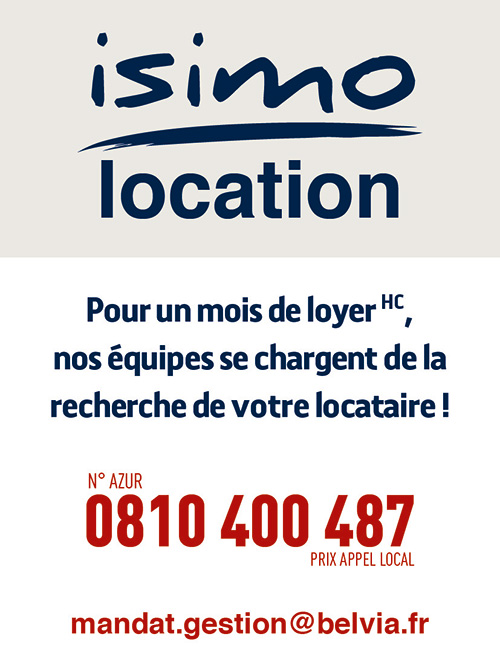 isimo
location
Pour un mois de loyer HC,
nos équipes se chargent de la
recherche de votre locataire !
N° AZUR
0810 400 487
PRIX APPEL LOCAL
mandat.gestion@belvia.fr